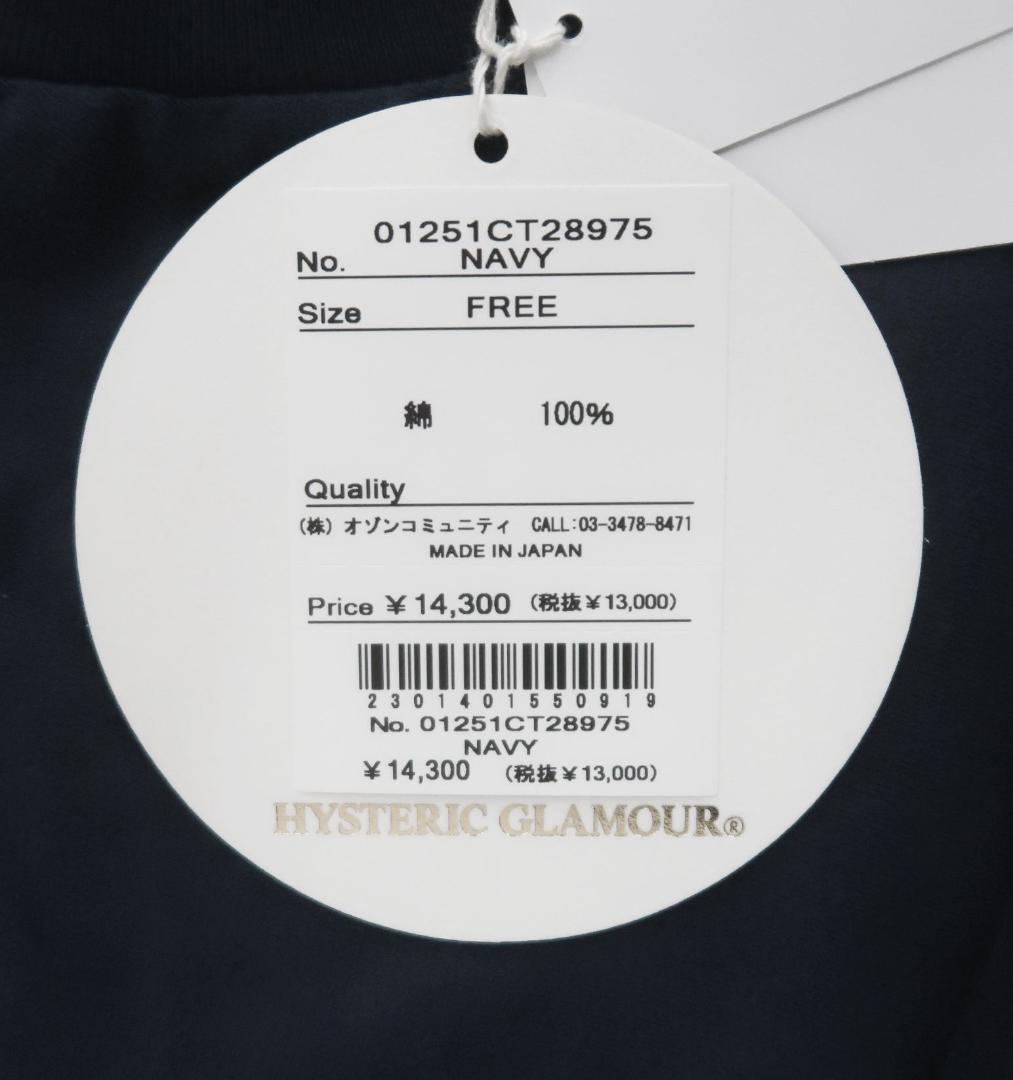 01251CT28975
No. NAVY
Size FREE
綿 100%
Quality
(株) オゾンコミュニティ CALL:03-3478-8471
MADE IN JAPAN
Price ¥14,300 (税抜¥13,000)
2301401550919
No. 01251CT28975
NAVY
¥14,300 (税抜¥13,000)
HYSTERIC GLAMOUR®